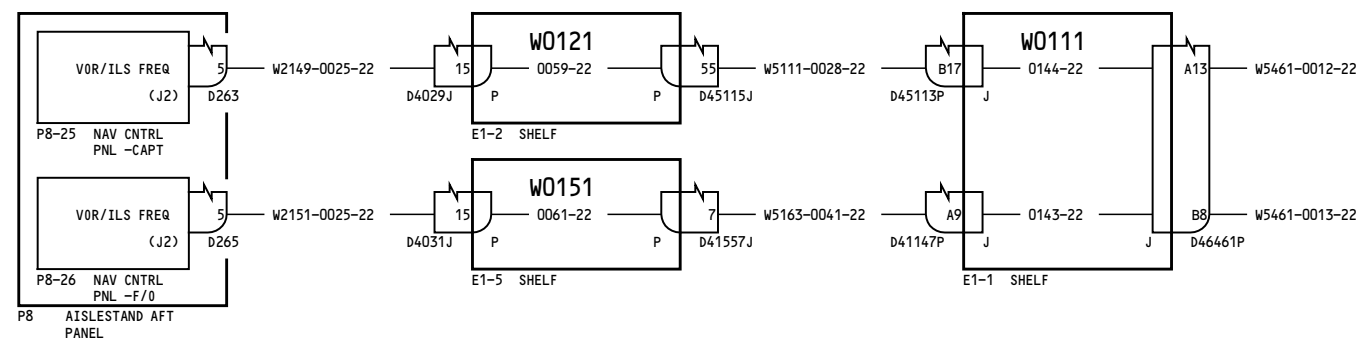 W0121
W0111
VOR/ILS FREQ 5 W2149-0025-22 15 0059-22 55 W5111-0028-22 B17 0144-22 A13 W5461-0012-22
(J2) D263 D4029J P P D45115J D45113P J
P8-25 NAV CNTRL
PNL -CAPT
E1-2 SHELF
W0151
VOR/ILS FREQ 5 W2151-0025-22 15 0061-22 7 W5163-0041-22 A9 0143-22 B8 W5461-0013-22
(J2) D265 D4031J P P D41557J D41147P J J D46461P
P8-26 NAV CNTRL
PNL -F/O
E1-5 SHELF
E1-1 SHELF
P8 AISLESTAND AFT
PANEL